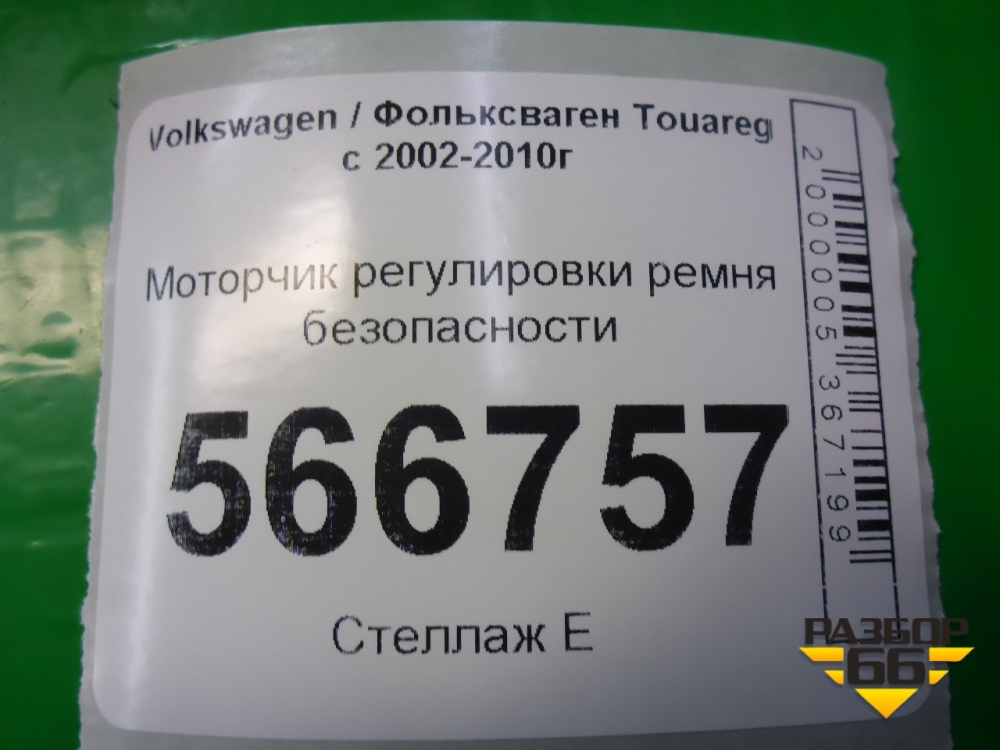 Volkswagen / Фольксваген Touareg
с 2002-2010г
Моторчик регулировки ремня
безопасности
566757
Стеллаж Е
2000005367199
РАЗБОР
66